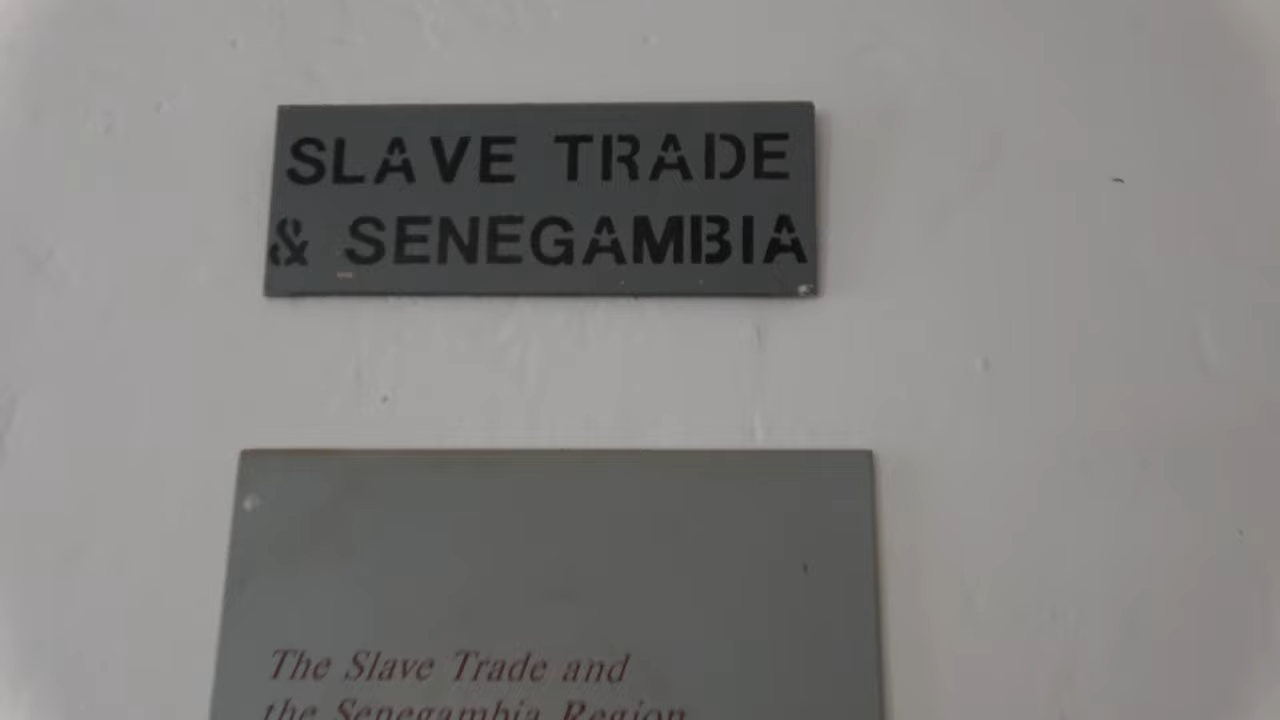 SLAVE TRADE
& SENEGAMBIA
The Slave Trade and
the Senegambia Region